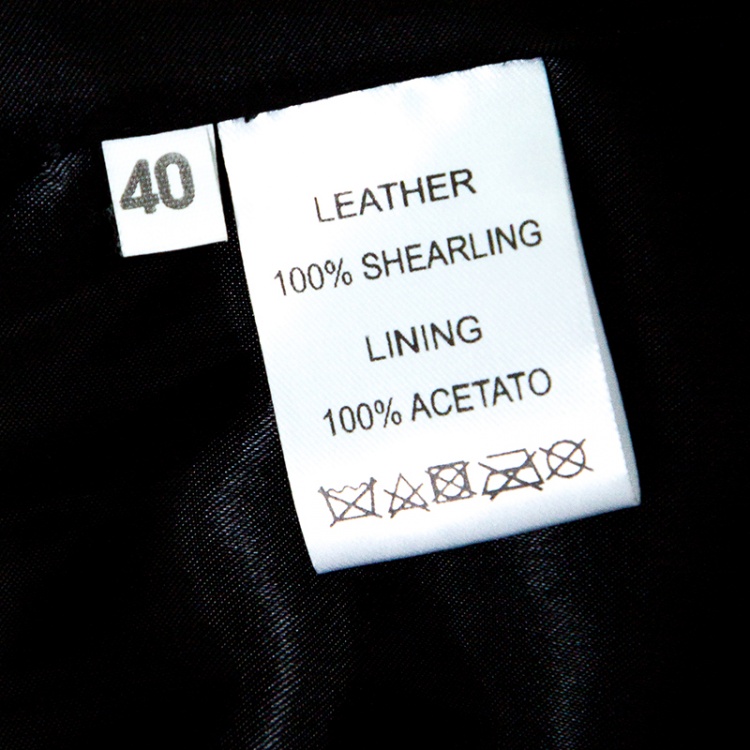 40
LEATHER
100% SHEARLING
LINING
100% ACETATO